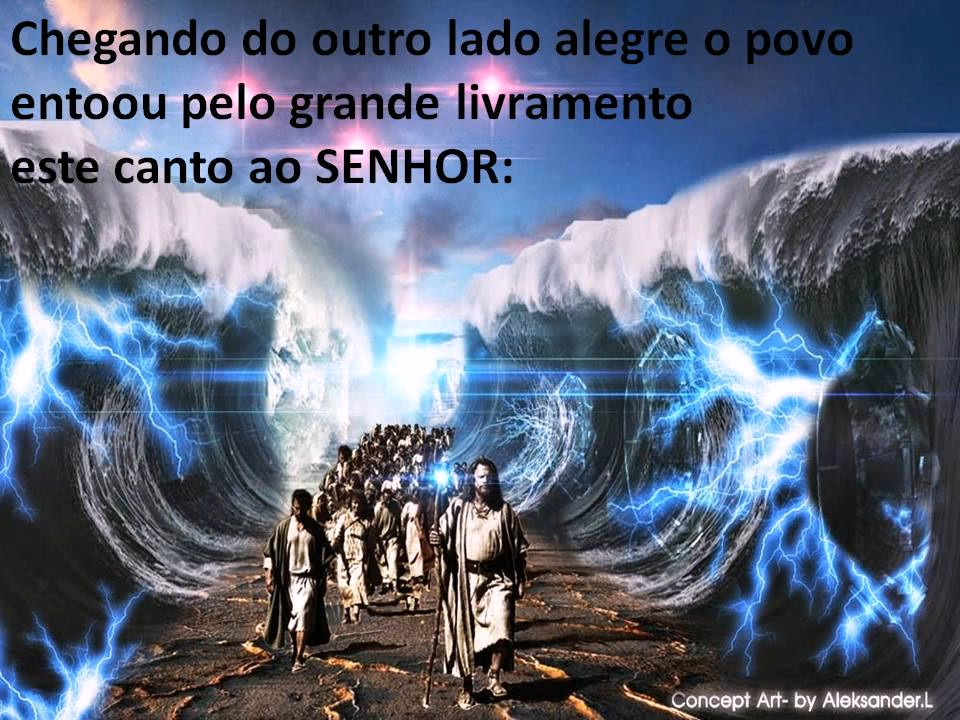 Chegando do outro lado alegre o povo
entoou pelo grande livramento
este canto ao SENHOR:
Concept Art- by Aleksander.L